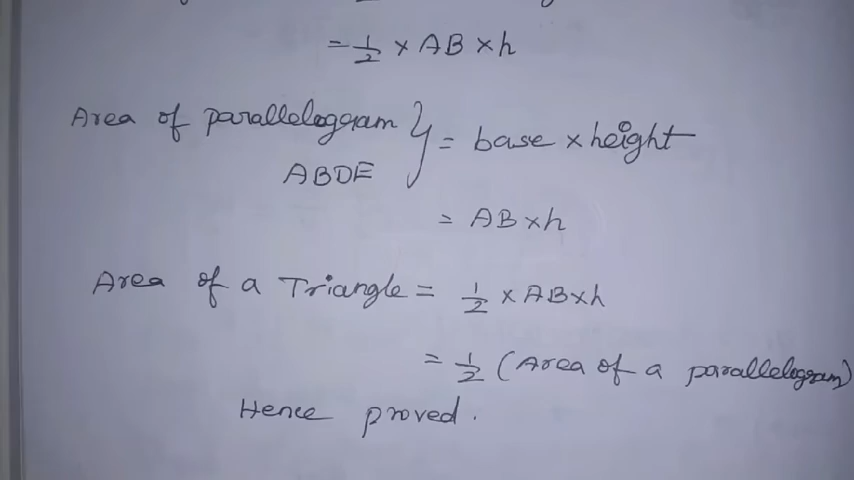 = 1/2 × AB × h
Area of parallelogram } = base × height
ABDE
= AB × h
Area of a Triangle = 1/2 × AB × h
= 1/2 (Area of a parallelogram)
Hence proved.